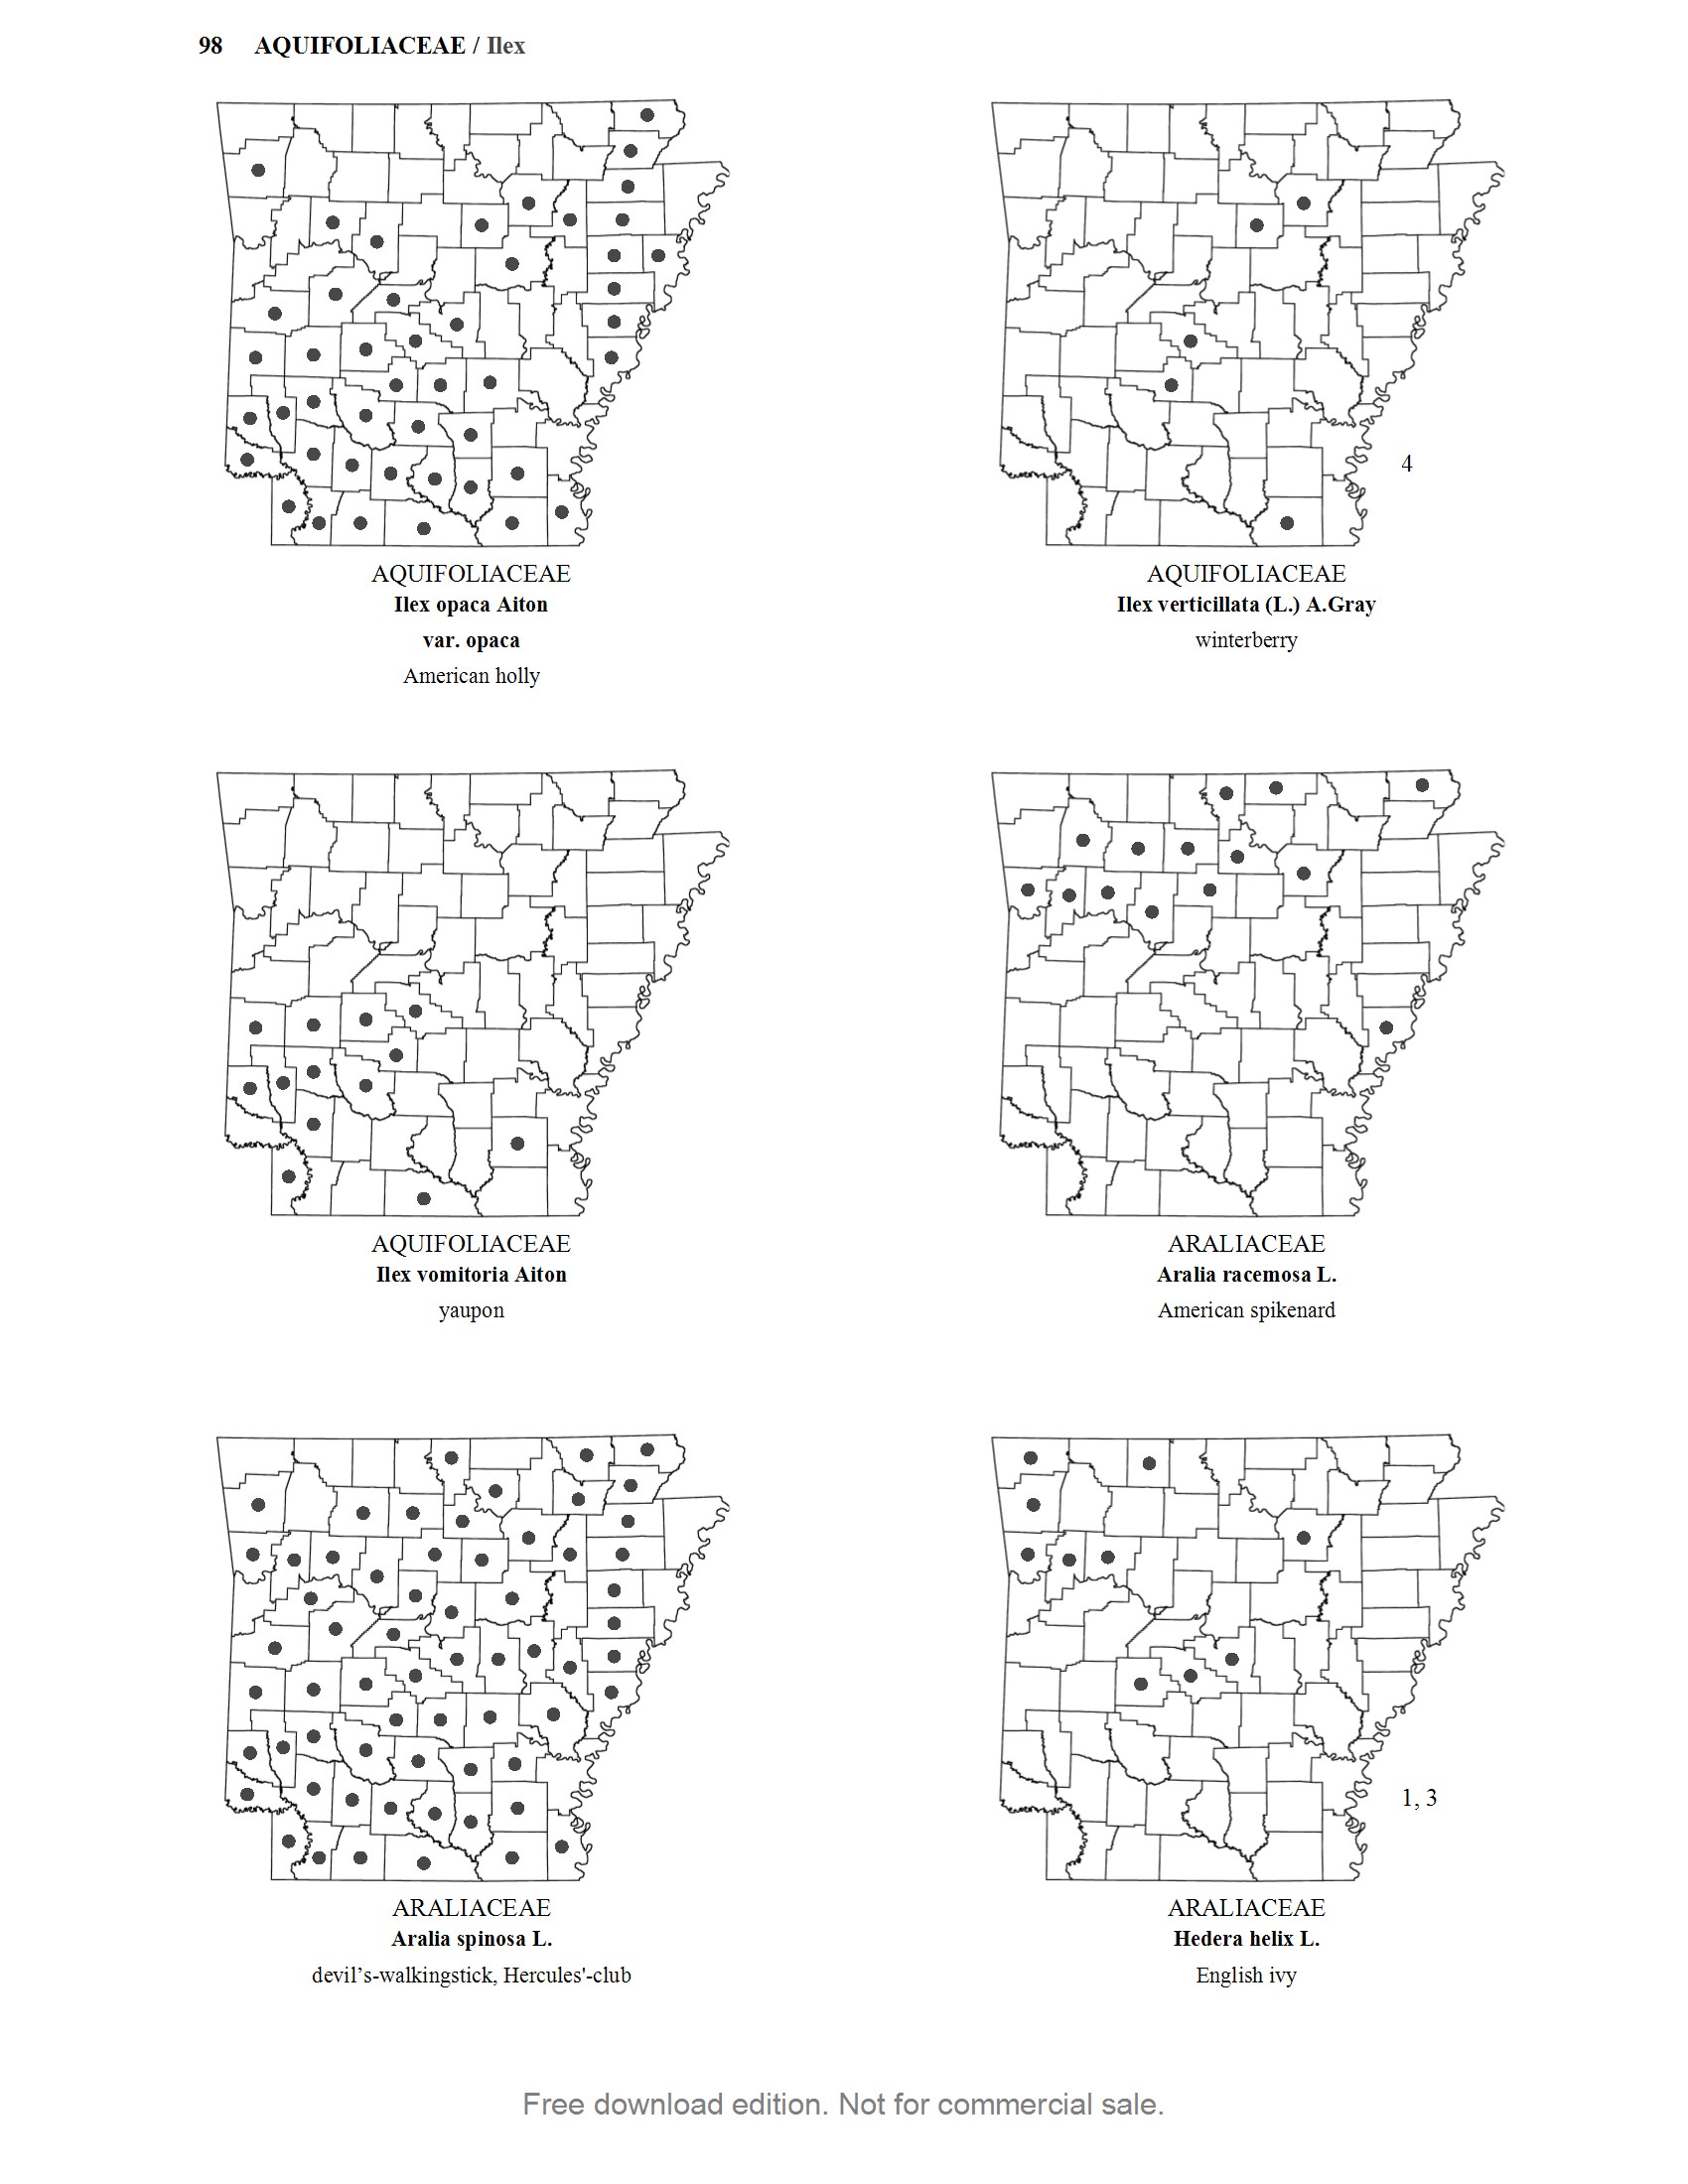 98 AQUIFOLIACEAE / Ilex
AQUIFOLIACEAE
Ilex opaca Aiton
var. opaca
American holly
4
AQUIFOLIACEAE
Ilex verticillata (L.) A.Gray
winterberry
AQUIFOLIACEAE
Ilex vomitoria Aiton
yaupon
ARALIACEAE
Aralia racemosa L.
American spikenard
ARALIACEAE
Aralia spinosa L.
devil’s-walkingstick, Hercules'-club
1, 3
ARALIACEAE
Hedera helix L.
English ivy
Free download edition. Not for commercial sale.